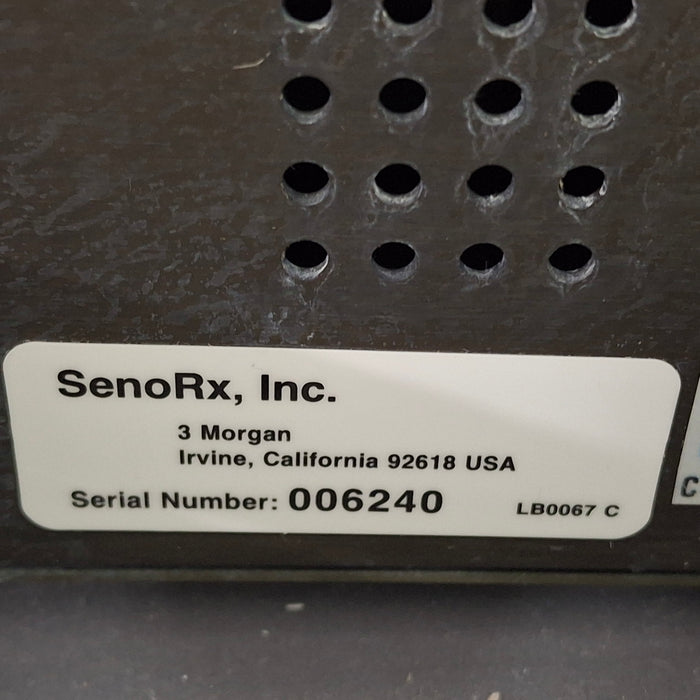 SenoRx, Inc.
3 Morgan
Irvine, California 92618 USA
Serial Number: 006240
LB0067 C
C